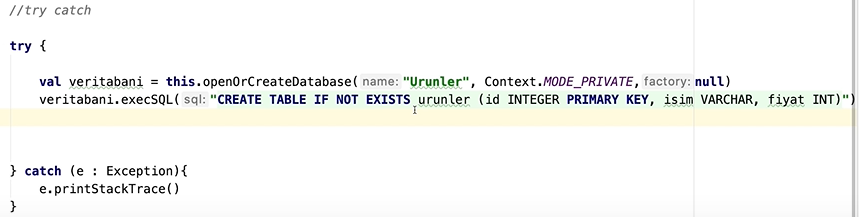 //try catch
try {
val veritabani = this.openOrCreateDatabase( name: "Urunler", Context.MODE_PRIVATE, factory: null)
veritabani.execSQL( sql: "CREATE TABLE IF NOT EXISTS urunler (id INTEGER PRIMARY KEY, isim VARCHAR, fiyat INT)")
} catch (e : Exception){
e.printStackTrace()
}